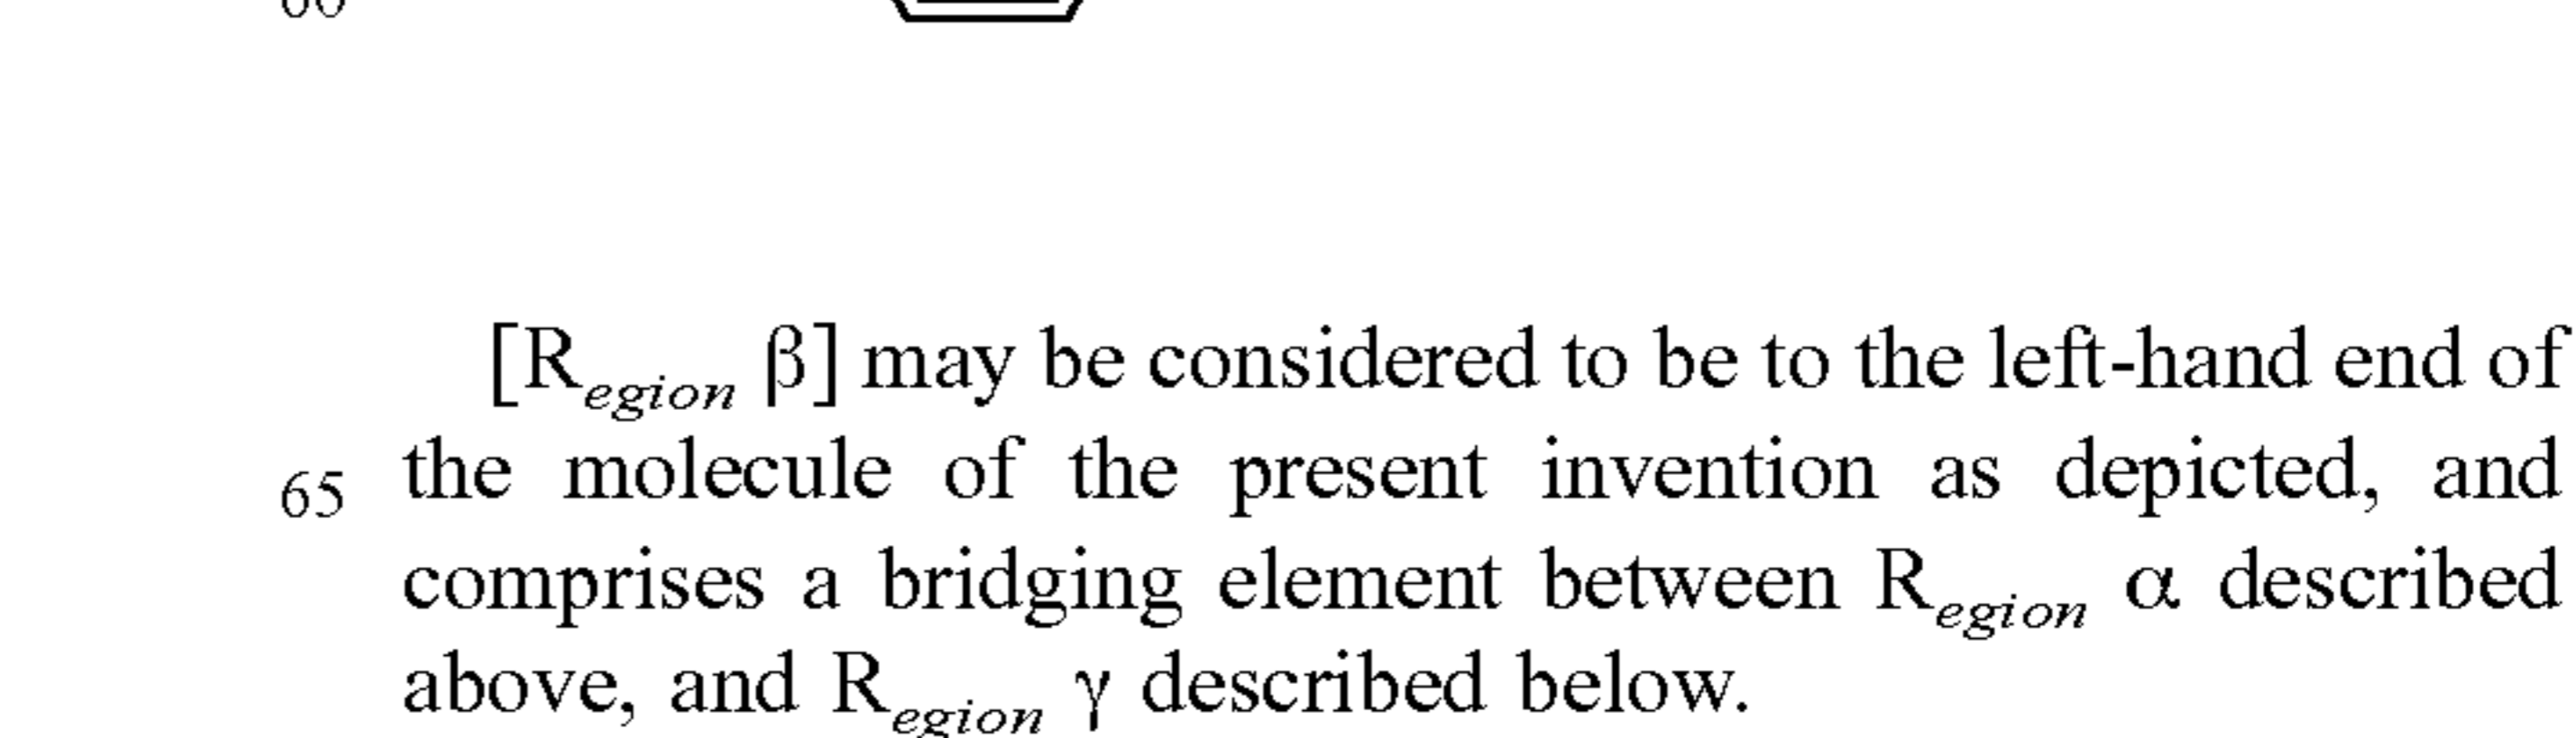 [R_egion β] may be considered to be to the left-hand end of
65 the molecule of the present invention as depicted, and
comprises a bridging element between R_egion α described
above, and R_egion γ described below.